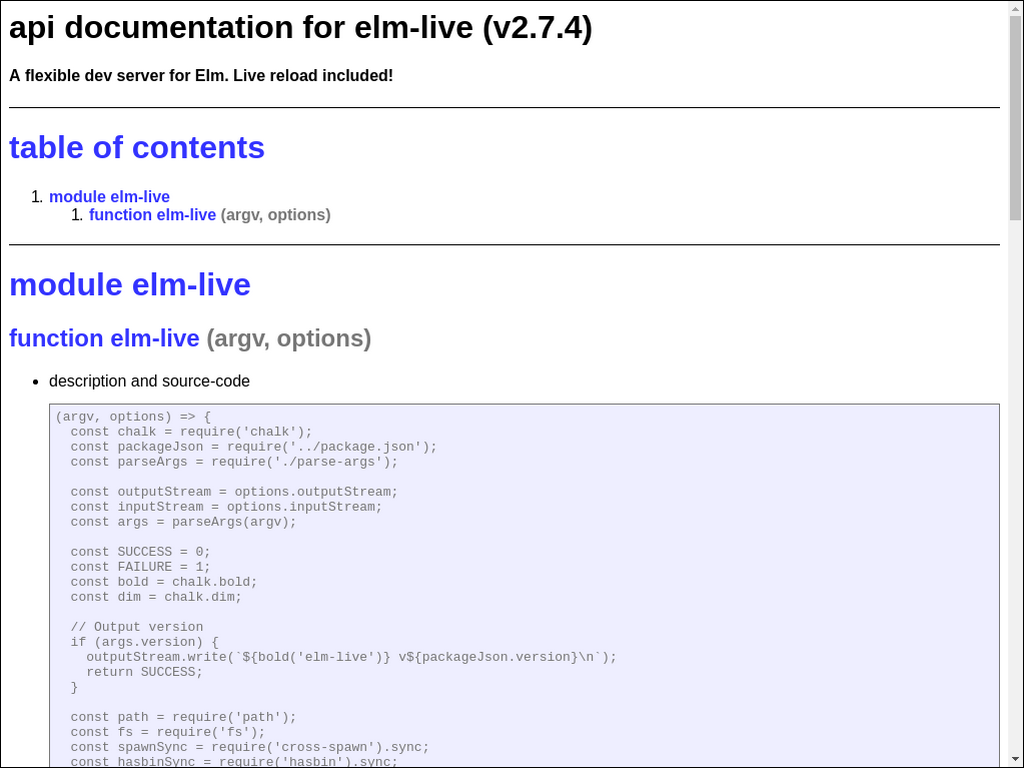 api documentation for elm-live (v2.7.4)
A flexible dev server for Elm. Live reload included!
table of contents
1. module elm-live
1. function elm-live (argv, options)
module elm-live
function elm-live (argv, options)
• description and source-code
(argv, options) => {
  const chalk = require('chalk');
  const packageJson = require('../package.json');
  const parseArgs = require('./parse-args');

  const outputStream = options.outputStream;
  const inputStream = options.inputStream;
  const args = parseArgs(argv);

  const SUCCESS = 0;
  const FAILURE = 1;
  const bold = chalk.bold;
  const dim = chalk.dim;

  // Output version
  if (args.version) {
    outputStream.write(`${bold('elm-live')} v${packageJson.version}\n`);
    return SUCCESS;
  }

  const path = require('path');
  const fs = require('fs');
  const spawnSync = require('cross-spawn').sync;
  const hasbinSync = require('hasbin').sync;